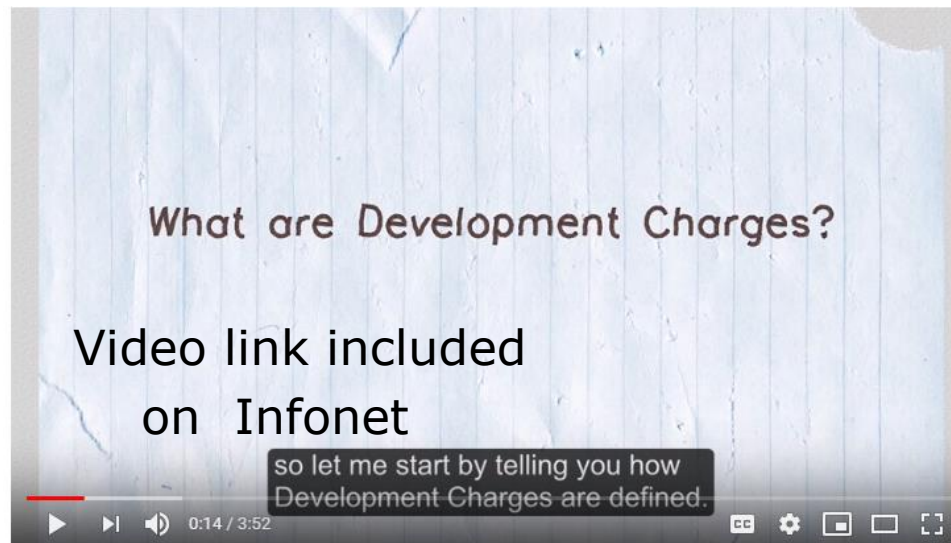 What are Development Charges?
Video link included
on Infonet
so let me start by telling you how
Development Charges are defined.
0:14 / 3:52
CC